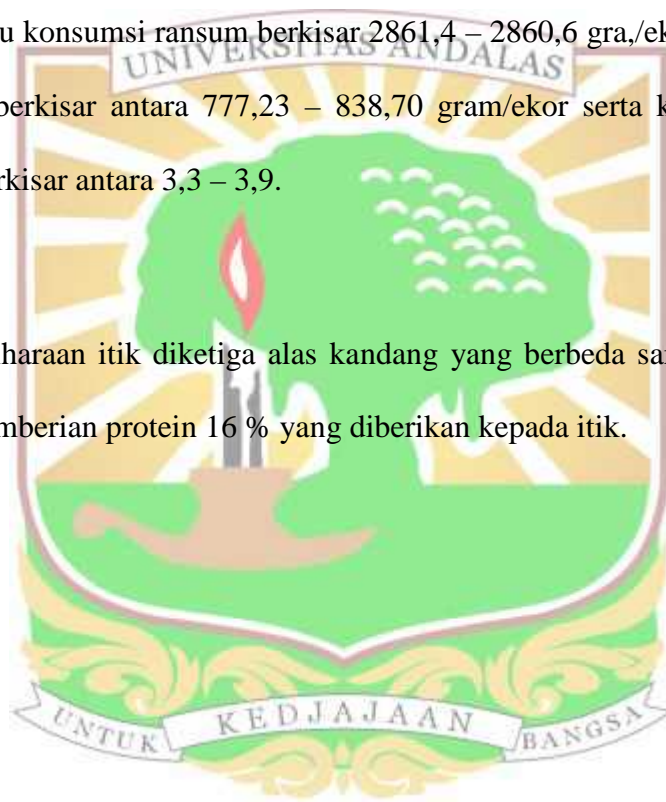 u konsumsi ransum berkisar 2861,4 – 2860,6 gra,/ek
UNIVERSITAS ANDALAS
berkisar antara 777,23 – 838,70 gram/ekor serta k
rkisar antara 3,3 – 3,9.
haraan itik diketiga alas kandang yang berbeda sa
mberian protein 16 % yang diberikan kepada itik.
UNTUK KEDJAJAAN BANGSA